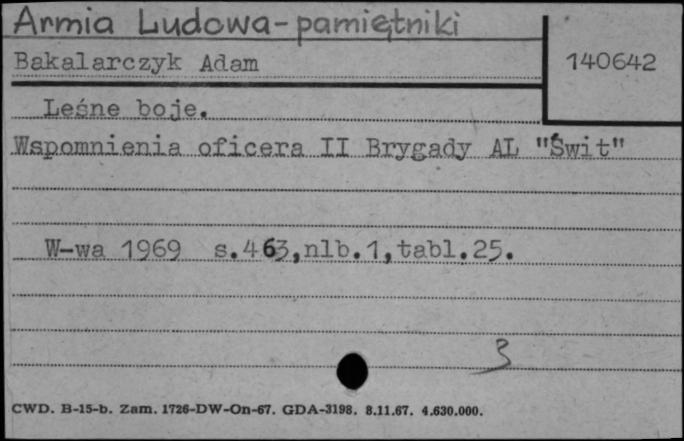 Armia Ludowa - pamiętniki
Bakalarczyk Adam
140642
Leśne boje.
Wspomnienia oficera II Brygady AL "Świt"
W-wa 1969 s.463,nlb.1,tabl.25.
3
CWD. B-15-b. Zam. 1726-DW-On-67. GDA-3198. 8.11.67. 4.630.000.